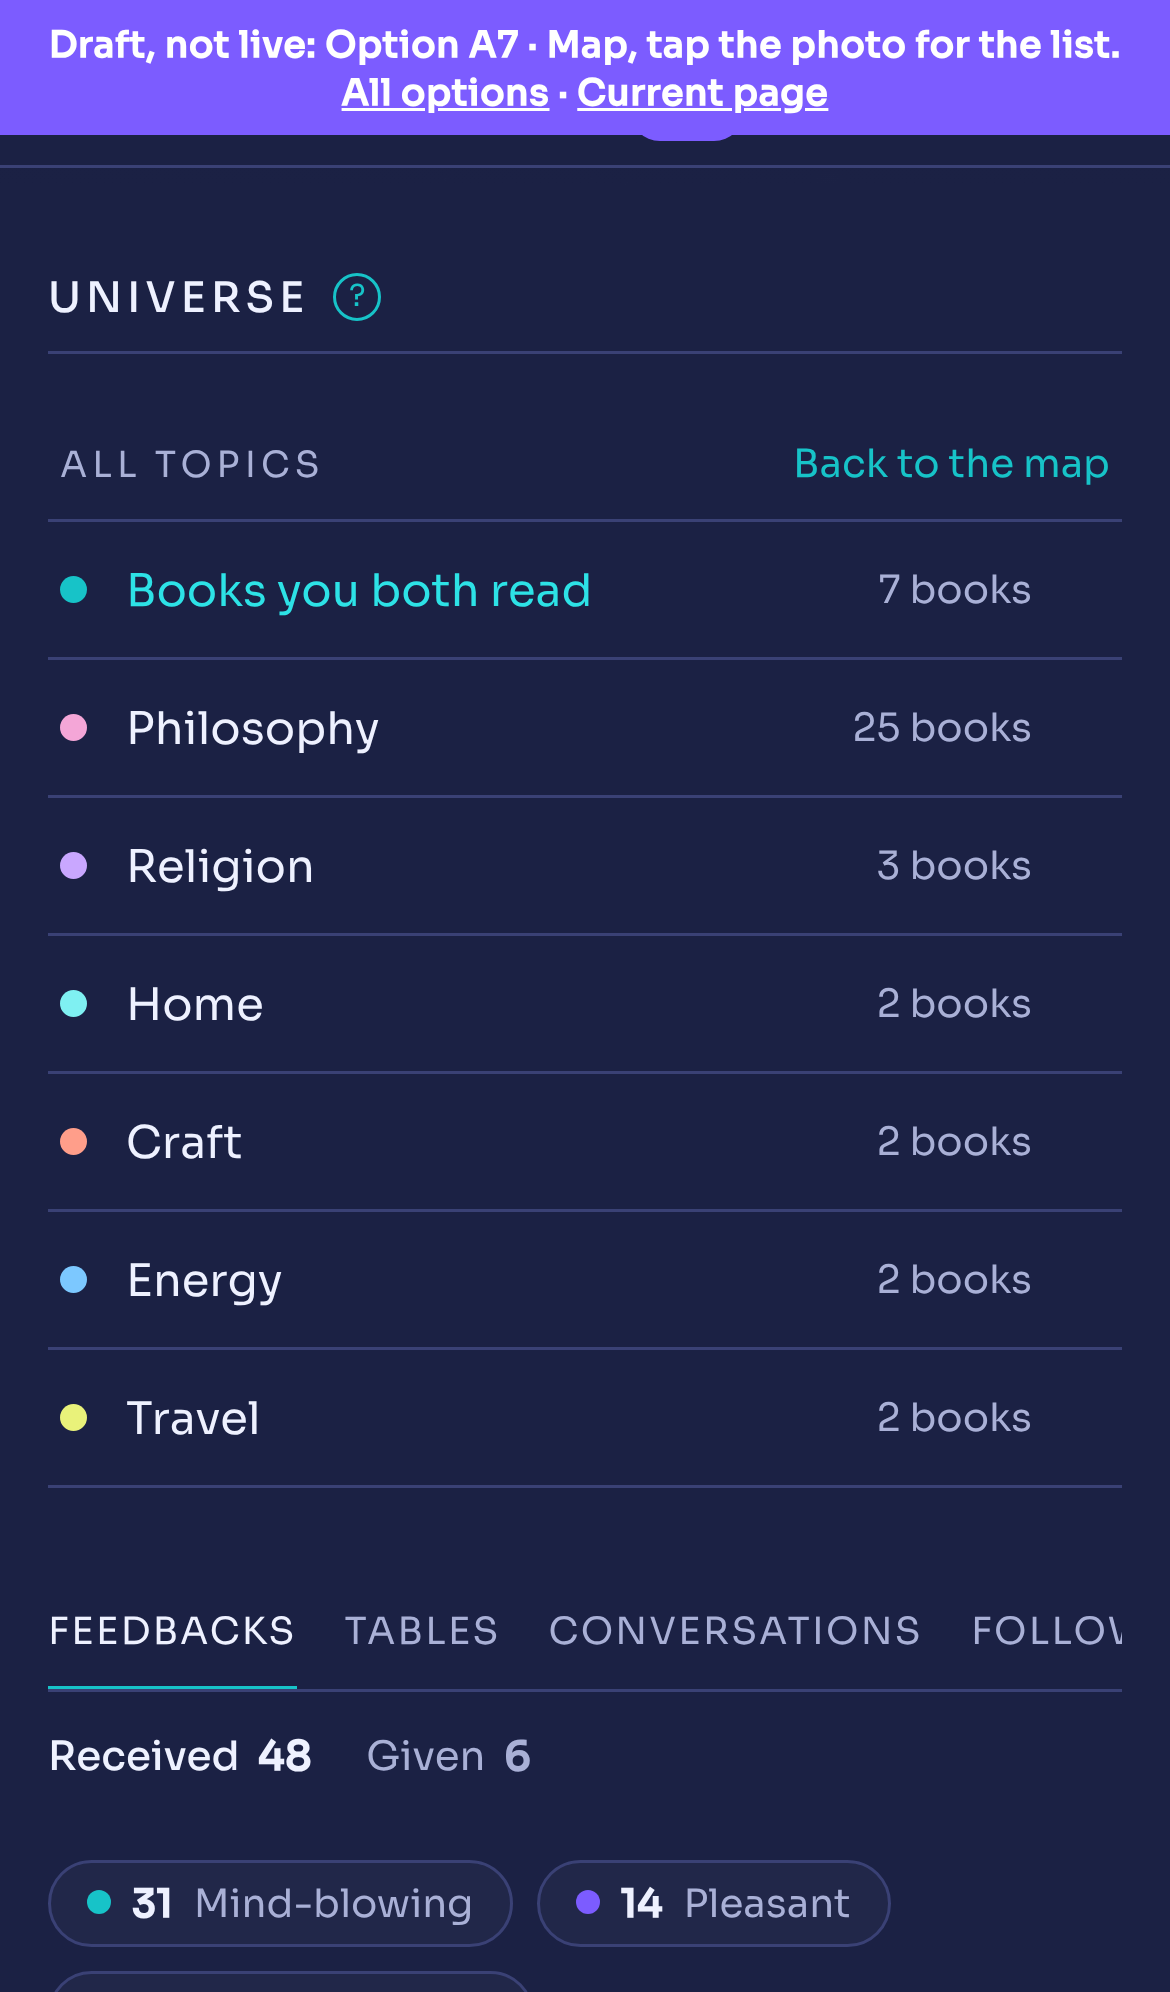 Draft, not live: Option A7 · Map, tap the photo for the list.
All options · Current page
UNIVERSE ?
ALL TOPICS Back to the map
Books you both read 7 books
Philosophy 25 books
Religion 3 books
Home 2 books
Craft 2 books
Energy 2 books
Travel 2 books
FEEDBACKS TABLES CONVERSATIONS
Received 48 Given 6
31 Mind-blowing 14 Pleasant